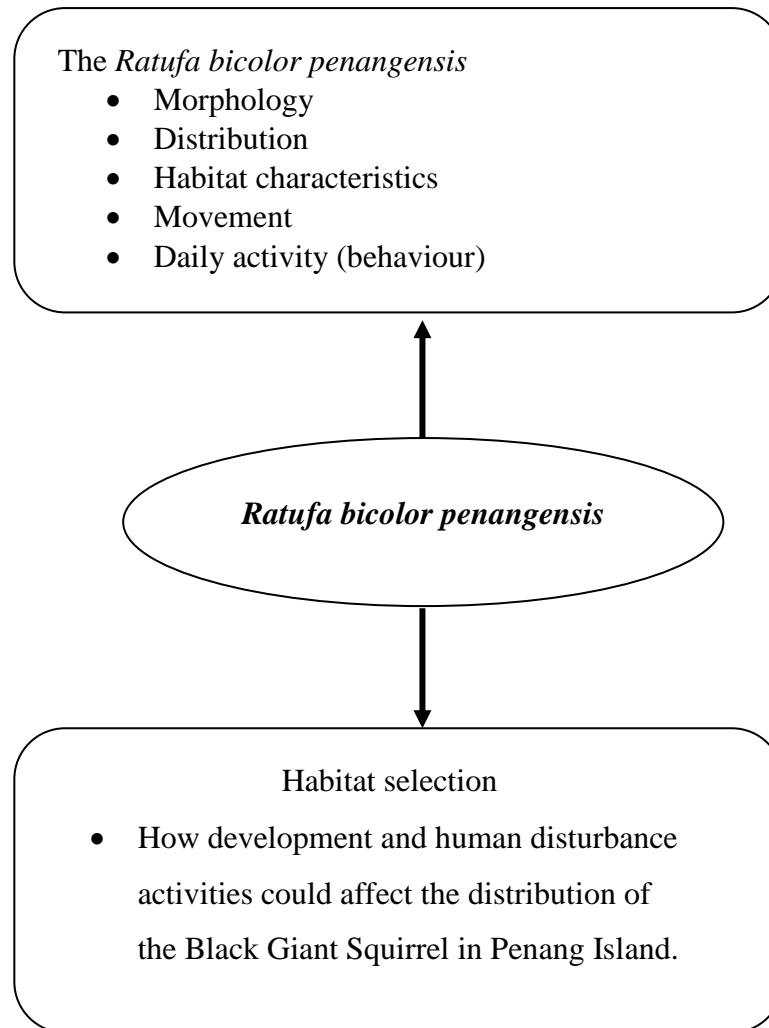 The Ratufa bicolor penangensis
• Morphology
• Distribution
• Habitat characteristics
• Movement
• Daily activity (behaviour)
Ratufa bicolor penangensis
Habitat selection
• How development and human disturbance
activities could affect the distribution of
the Black Giant Squirrel in Penang Island.